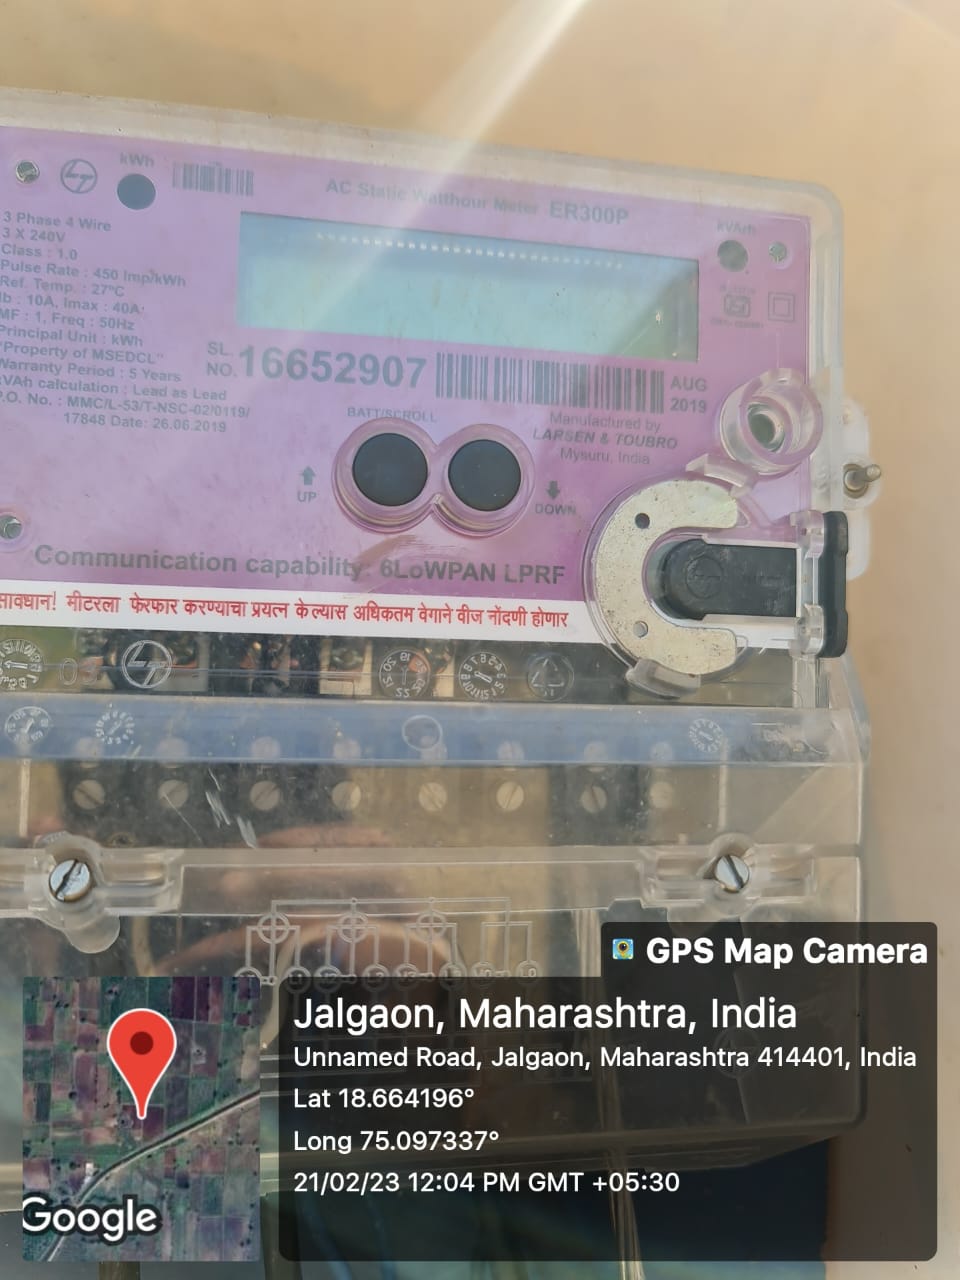 kWh
AC Static Watthour Meter ER300P
kVArh
3 Phase 4 Wire
3 X 240V
Class : 1.0
Pulse Rate : 450 Imp/kWh
Ref. Temp. : 27°C
Ib : 10A, Imax : 40A
MF : 1, Freq : 50Hz
Principal Unit : kWh
"Property of MSEDCL"
Warranty Period : 5 Years
kVAh calculation : Lead as Lead
P.O. No. : MMC/L-53/T-NSC-02/0119/
17848 Date: 26.06.2019
SL.
NO. 16652907
AUG
2019
BATT/SCROLL
UP
DOWN
Manufactured by
LARSEN & TOUBRO
Mysuru, India
Communication capability: 6LoWPAN LPRF
सावधान! मीटरला फेरफार करण्याचा प्रयत्न केल्यास अधिकतम वेगाने वीज नोंदणी होणार
GPS Map Camera
Jalgaon, Maharashtra, India
Unnamed Road, Jalgaon, Maharashtra 414401, India
Lat 18.664196°
Long 75.097337°
21/02/23 12:04 PM GMT +05:30
Google